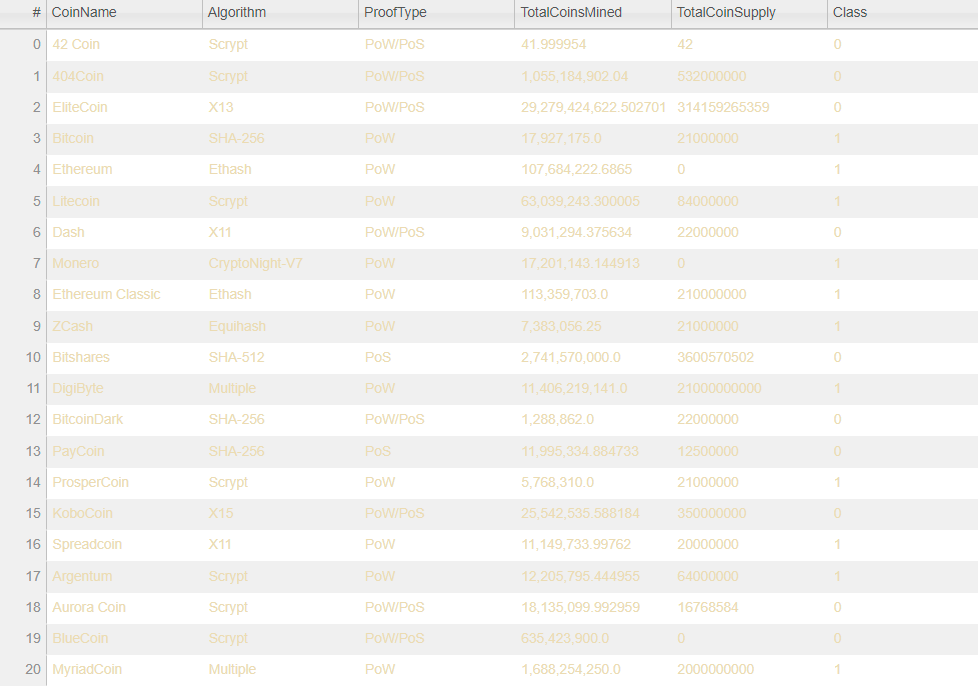 # CoinName Algorithm ProofType TotalCoinsMined TotalCoinSupply Class
0 42 Coin Scrypt PoW/PoS 41.999954 42 0
1 404Coin Scrypt PoW/PoS 1,055,184,902.04 532000000 0
2 EliteCoin X13 PoW/PoS 29,279,424,622.502701 314159265359 0
3 Bitcoin SHA-256 PoW 17,927,175.0 21000000 1
4 Ethereum Ethash PoW 107,684,222.6865 0 1
5 Litecoin Scrypt PoW 63,039,243.300005 84000000 1
6 Dash X11 PoW/PoS 9,031,294.375634 22000000 0
7 Monero CryptoNight-V7 PoW 17,201,143.144913 0 1
8 Ethereum Classic Ethash PoW 113,359,703.0 210000000 1
9 ZCash Equihash PoW 7,383,056.25 21000000 1
10 Bitshares SHA-512 PoS 2,741,570,000.0 3600570502 0
11 DigiByte Multiple PoW 11,406,219,141.0 21000000000 1
12 BitcoinDark SHA-256 PoW/PoS 1,288,862.0 22000000 0
13 PayCoin SHA-256 PoS 11,995,334.884733 12500000 0
14 ProsperCoin Scrypt PoW 5,768,310.0 21000000 1
15 KoboCoin X15 PoW/PoS 25,542,535.588184 350000000 0
16 Spreadcoin X11 PoW 11,149,733.99762 20000000 1
17 Argentum Scrypt PoW 12,205,795.444955 64000000 1
18 Aurora Coin Scrypt PoW/PoS 18,135,099.992959 16768584 0
19 BlueCoin Scrypt PoW/PoS 635,423,900.0 0 0
20 MyriadCoin Multiple PoW 1,688,254,250.0 2000000000 1